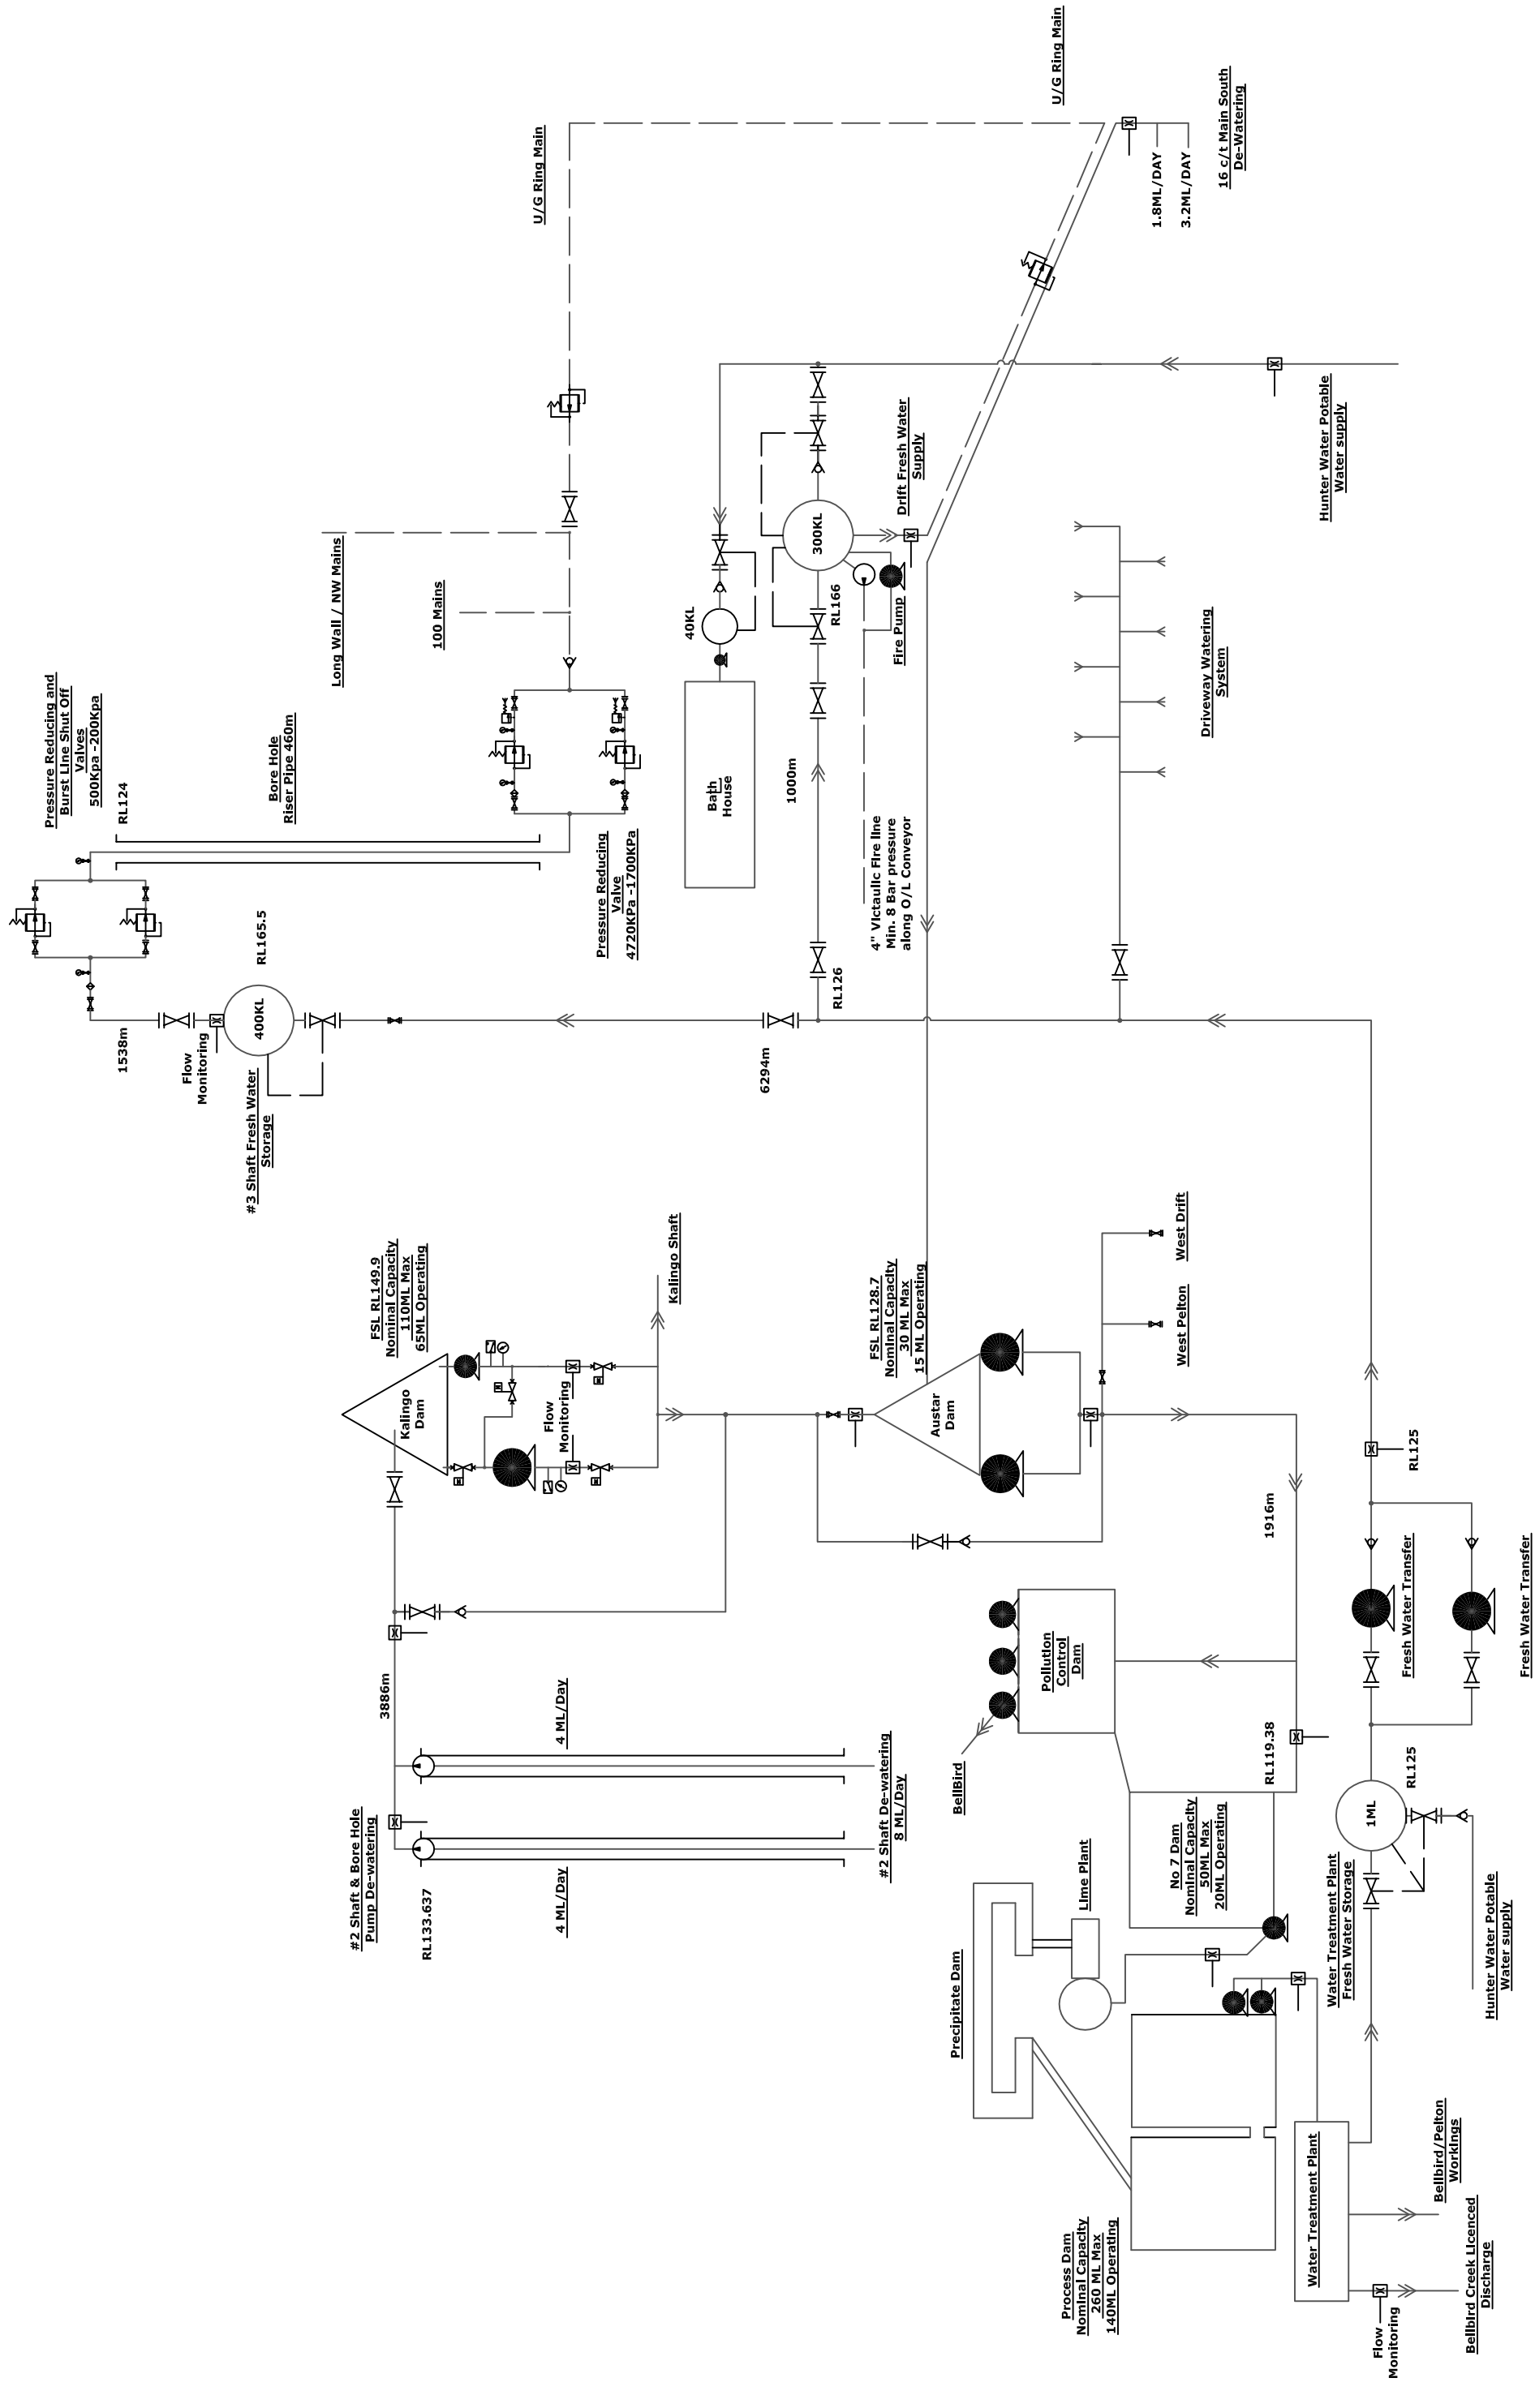 Pressure Reducing and
Burst Line Shut Off
Valves
500Kpa -200Kpa
RL124
Bore Hole
Riser Pipe 460m
Long Wall / NW Mains
100 Mains
U/G Ring Main
U/G Ring Main
16 c/t Main South
De-Watering
1.8ML/DAY
3.2ML/DAY
Hunter Water Potable
Water supply
Drift Fresh Water
Supply
300KL
RL166
Fire Pump
40KL
Bath
House
1000m
4" Victaulic Fire line
Min. 8 Bar pressure
along O/L Conveyor
Driveway Watering
System
Pressure Reducing
Valve
4720KPa -1700KPa
RL165.5
400KL
1538m
Flow
Monitoring
#3 Shaft Fresh Water
Storage
RL126
6294m
FSL RL149.9
Nominal Capacity
110ML Max
65ML Operating
Kalingo
Dam
Flow
Monitoring
Kalingo Shaft
FSL RL128.7
Nominal Capacity
30 ML Max
15 ML Operating
Austar
Dam
West Drift
West Pelton
1916m
RL125
Fresh Water Transfer
Fresh Water Transfer
3886m
4 ML/Day
#2 Shaft & Bore Hole
Pump De-watering
RL133.637
4 ML/Day
#2 Shaft De-watering
8 ML/Day
BellBird
Pollution
Control
Dam
RL119.38
No 7 Dam
Nominal Capacity
50ML Max
20ML Operating
Lime Plant
Precipitate Dam
RL125
1ML
Water Treatment Plant
Fresh Water Storage
Hunter Water Potable
Water supply
Process Dam
Nominal Capacity
260 ML Max
140ML Operating
Water Treatment Plant
Bellbird/Pelton
Workings
Bellbird Creek Licenced
Discharge
Flow
Monitoring